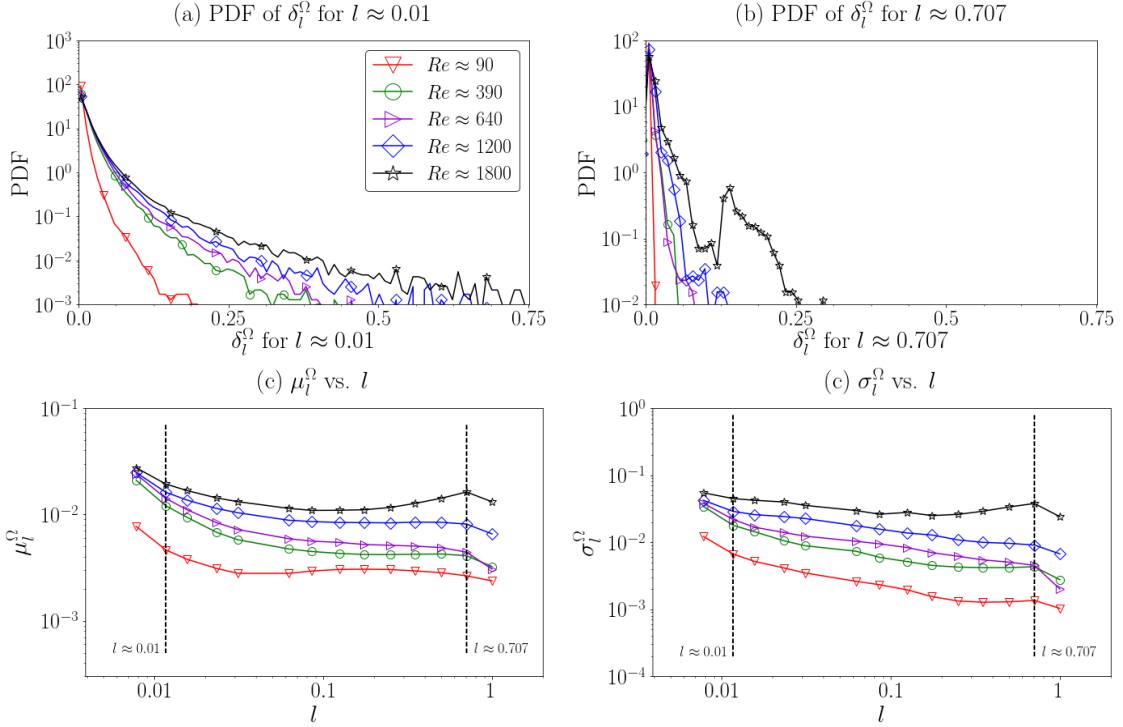 (a) PDF of δ_l^Ω for l ≈ 0.01
PDF
10^3
10^2
10^1
10^0
10^-1
10^-2
10^-3
0.0
0.25
0.5
0.75
δ_l^Ω for l ≈ 0.01
Re ≈ 90
Re ≈ 390
Re ≈ 640
Re ≈ 1200
Re ≈ 1800
(b) PDF of δ_l^Ω for l ≈ 0.707
PDF
10^2
10^1
10^0
10^-1
10^-2
0.0
0.25
0.5
0.75
δ_l^Ω for l ≈ 0.707
(c) μ_l^Ω vs. l
μ_l^Ω
10^-1
10^-2
10^-3
l ≈ 0.01
l ≈ 0.707
0.01
0.1
1
l
(c) σ_l^Ω vs. l
σ_l^Ω
10^0
10^-1
10^-2
10^-3
10^-4
l ≈ 0.01
l ≈ 0.707
0.01
0.1
1
l